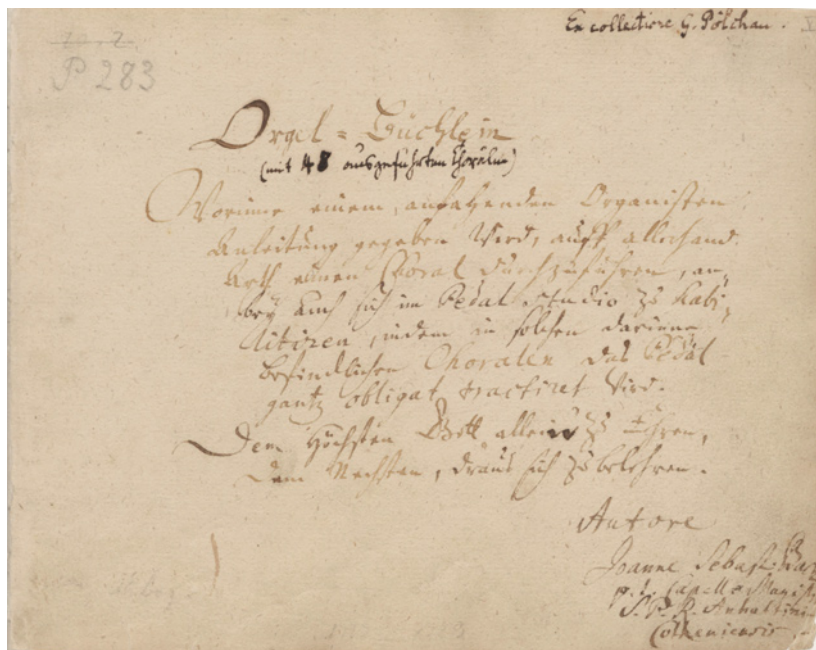 Ex collectione G. Pölchau.
P 283
Orgel=Büchlein
(mit 48 ausgeführten Chorälen)
Worinne einem anfahenden Organisten
Anleitung gegeben wird, auff allerhand
Arth einen Choral durchzuführen, an-
bey auch sich im Pedal studio zu habi-
litiren, indem in solchen darinne
befindlichen Choralen das Pedal
gantz obligat tractiret wird.
Dem Höchsten Gott allein zu Ehren,
Dem Nechsten, draus sich zu belehren.
Autore
Joanne Sebast. Bach
p. t. Capellæ Magist
S. P. R. Anhaltini-
Cotheniensis.